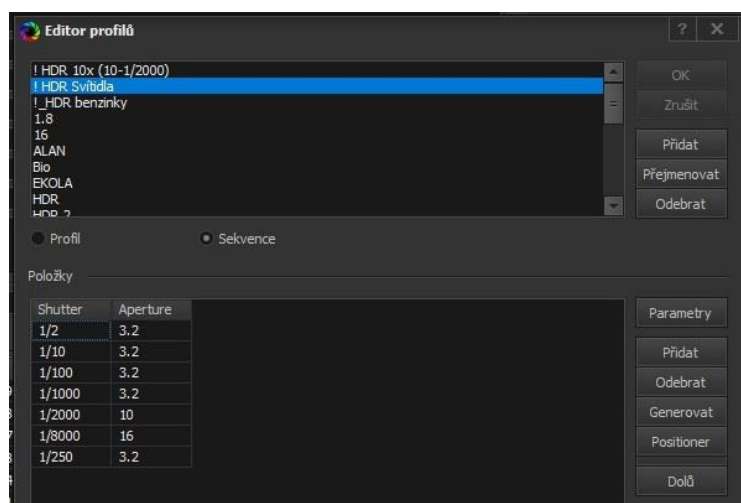 Editor profilů
? X
! HDR 10x (10-1/2000)
! HDR Svítidla
!_HDR benzinky
1.8
16
ALAN
Bio
EKOLA
HDR
HDR 2
OK
Zrušit
Přidat
Přejmenovat
Odebrat
Profil
Sekvence
Položky
Shutter Aperture
1/2 3.2
1/10 3.2
1/100 3.2
1/1000 3.2
1/2000 10
1/8000 16
1/250 3.2
Parametry
Přidat
Odebrat
Generovat
Positioner
Dolů